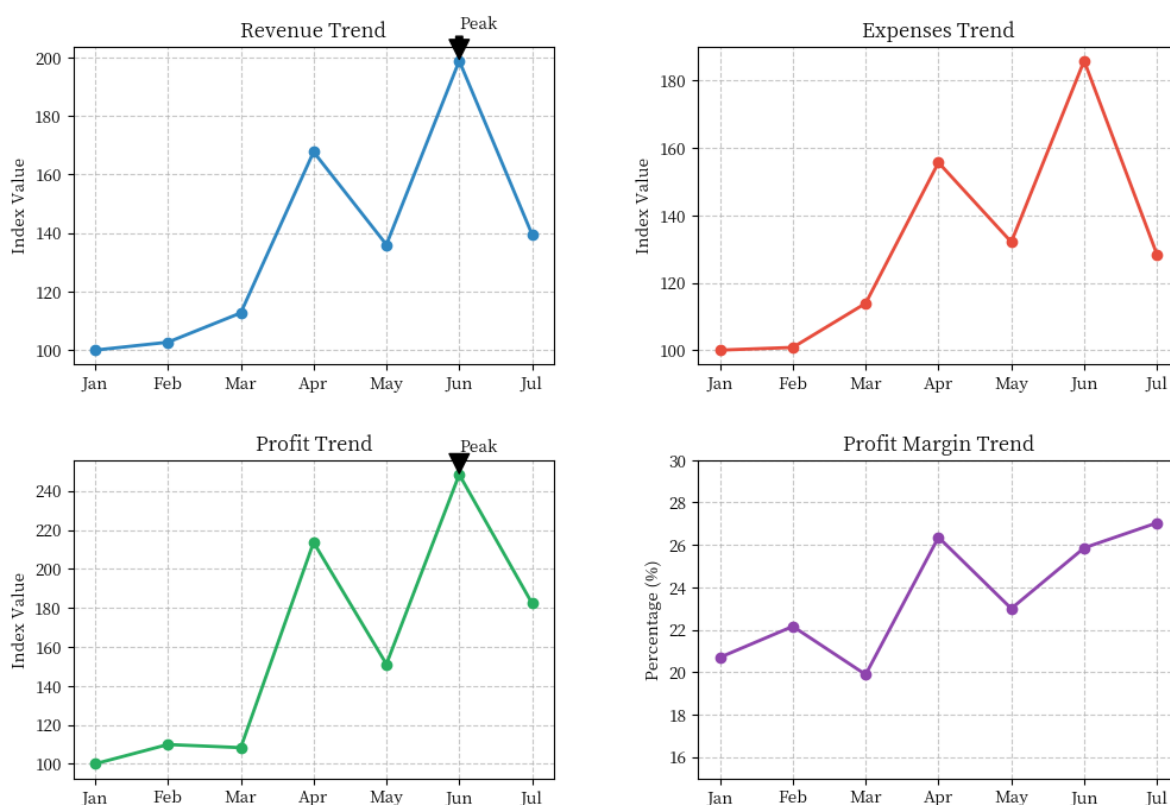 Revenue Trend
Peak
Index Value
200
180
160
140
120
100
Jan Feb Mar Apr May Jun Jul
Expenses Trend
Index Value
180
160
140
120
100
Jan Feb Mar Apr May Jun Jul
Profit Trend
Peak
Index Value
240
220
200
180
160
140
120
100
Jan Feb Mar Apr May Jun Jul
Profit Margin Trend
Percentage (%)
30
28
26
24
22
20
18
16
Jan Feb Mar Apr May Jun Jul